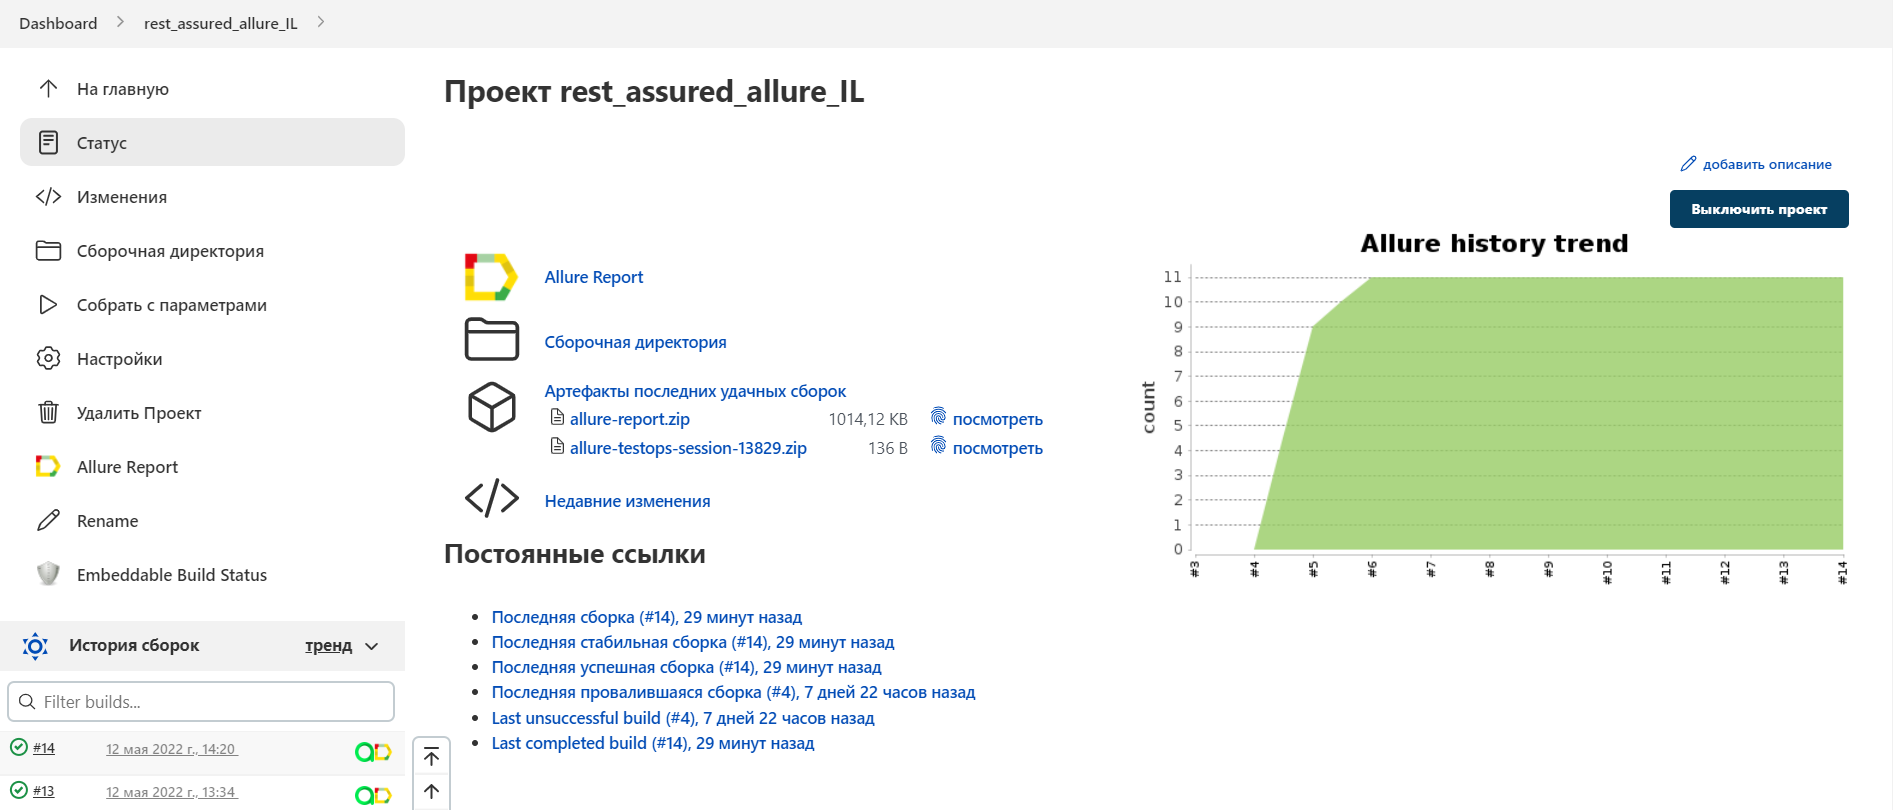 Dashboard
rest_assured_allure_IL
На главную
Статус
Изменения
Сборочная директория
Собрать с параметрами
Настройки
Удалить Проект
Allure Report
Rename
Embeddable Build Status
История сборок
тренд
Filter builds...
#14
12 мая 2022 г., 14:20
#13
12 мая 2022 г., 13:34
Проект rest_assured_allure_IL
добавить описание
Выключить проект
Allure Report
Сборочная директория
Артефакты последних удачных сборок
allure-report.zip 1014,12 KB посмотреть
allure-testops-session-13829.zip 136 B посмотреть
Недавние изменения
Allure history trend
count
11
10
9
8
7
6
5
4
3
2
1
0
#3 #4 #5 #6 #7 #8 #9 #10 #11 #12 #13 #14
Постоянные ссылки
Последняя сборка (#14), 29 минут назад
Последняя стабильная сборка (#14), 29 минут назад
Последняя успешная сборка (#14), 29 минут назад
Последняя провалившаяся сборка (#4), 7 дней 22 часов назад
Last unsuccessful build (#4), 7 дней 22 часов назад
Last completed build (#14), 29 минут назад